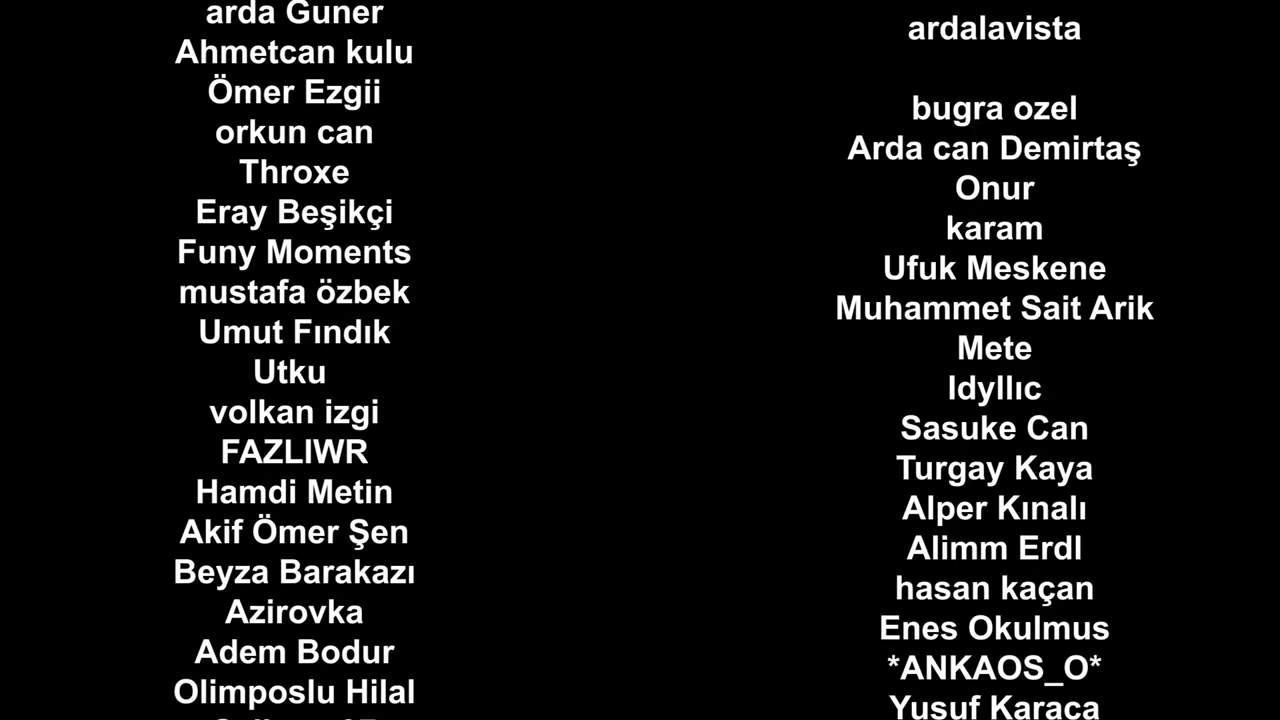 arda Guner
Ahmetcan kulu
Ömer Ezgii
orkun can
Throxe
Eray Beşikçi
Funy Moments
mustafa özbek
Umut Fındık
Utku
volkan izgi
FAZLIWR
Hamdi Metin
Akif Ömer Şen
Beyza Barakazı
Azirovka
Adem Bodur
Olimposlu Hilal
ardalavista
bugra ozel
Arda can Demirtaş
Onur
karam
Ufuk Meskene
Muhammet Sait Arik
Mete
Idyllıc
Sasuke Can
Turgay Kaya
Alper Kınalı
Alimm Erdl
hasan kaçan
Enes Okulmus
*ANKAOS_O*
Yusuf Karaca